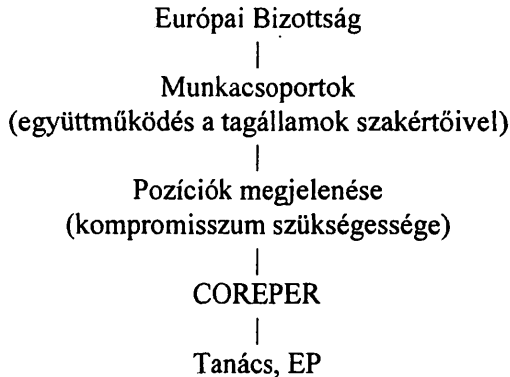 Európai Bizottság
Munkacsoportok
(együttműködés a tagállamok szakértőivel)
Pozíciók megjelenése
(kompromisszum szükségessége)
COREPER
Tanács, EP